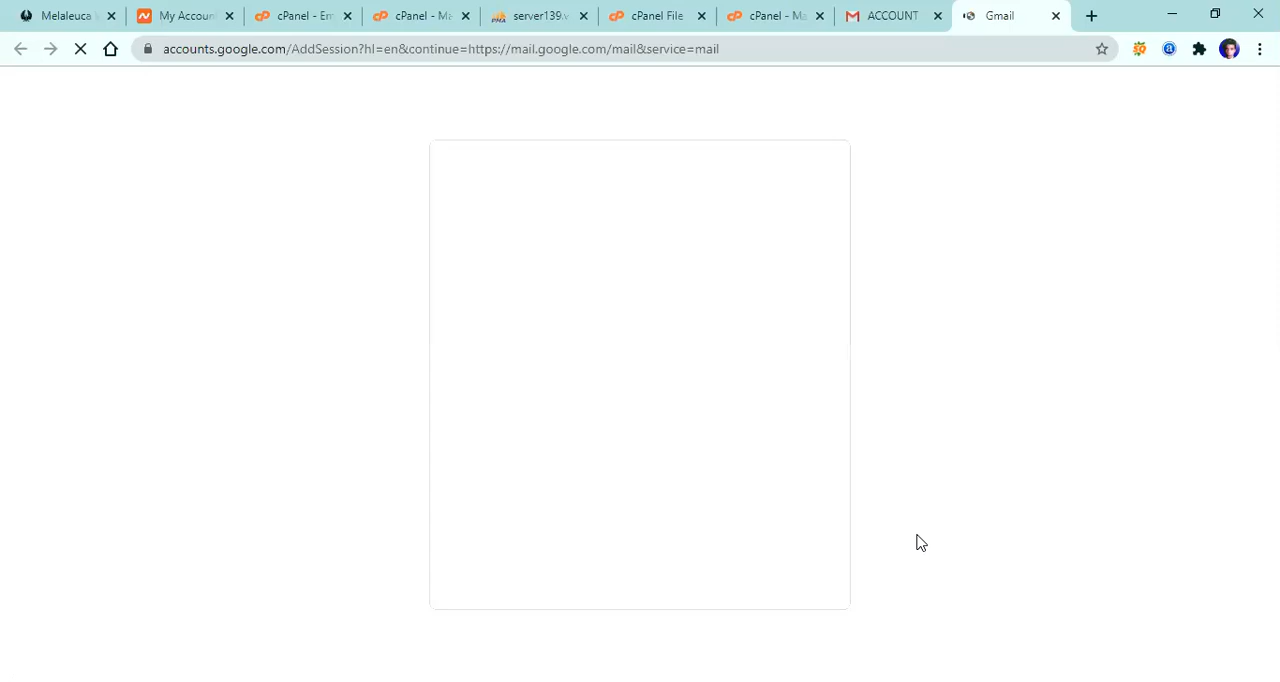 Melaleuca
My Accoun
cPanel - Em
cPanel - Ma
server139.
cPanel File
cPanel - Ma
ACCOUNT
Gmail
accounts.google.com/AddSession?hl=en&continue=https://mail.google.com/mail&service=mail